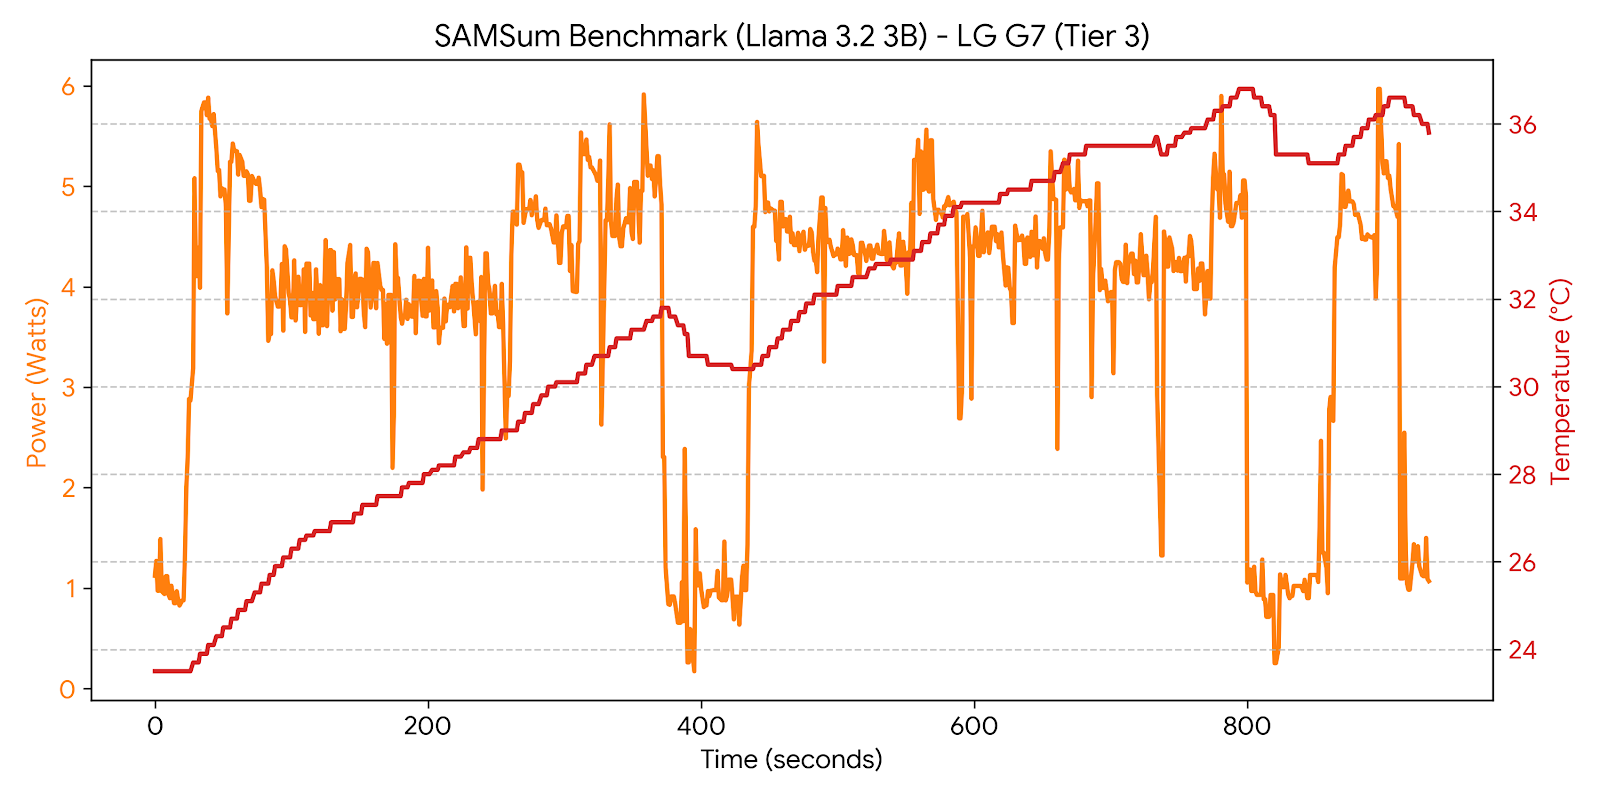 SAMSum Benchmark (Llama 3.2 3B) - LG G7 (Tier 3)
Power (Watts)
6
5
4
3
2
1
0
Temperature (°C)
36
34
32
30
28
26
24
0 200 400 600 800
Time (seconds)